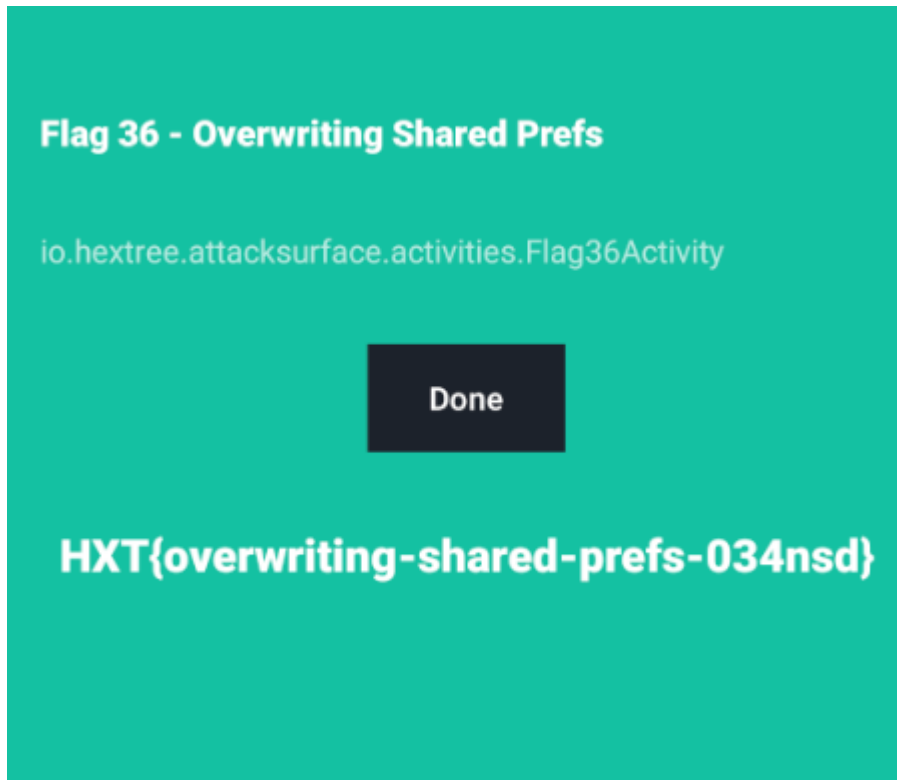 Flag 36 - Overwriting Shared Prefs
io.hextree.attacksurface.activities.Flag36Activity
Done
HXT{overwriting-shared-prefs-034nsd}